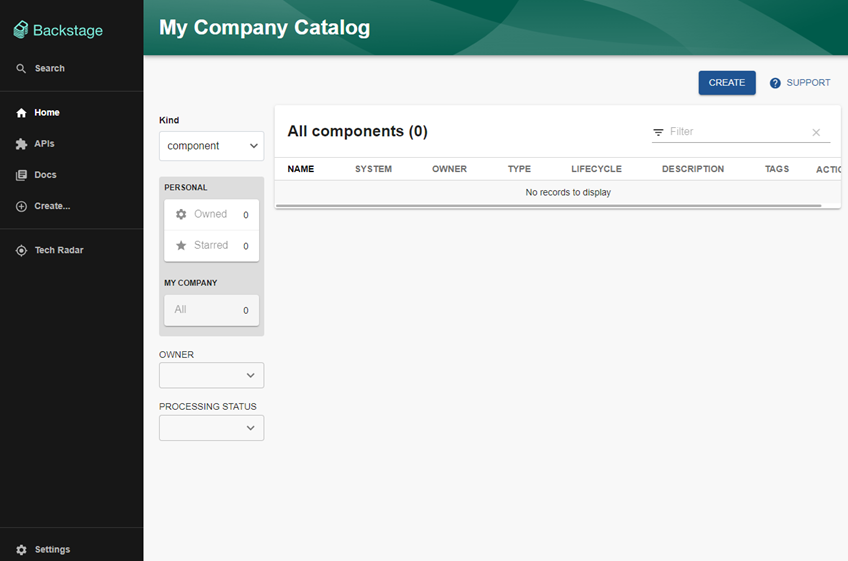 Backstage
Search
Home
APIs
Docs
Create...
Tech Radar
Settings
My Company Catalog
CREATE
SUPPORT
Kind
component
PERSONAL
Owned 0
Starred 0
MY COMPANY
All 0
OWNER
PROCESSING STATUS
All components (0)
Filter
NAME SYSTEM OWNER TYPE LIFECYCLE DESCRIPTION TAGS ACTIO
No records to display